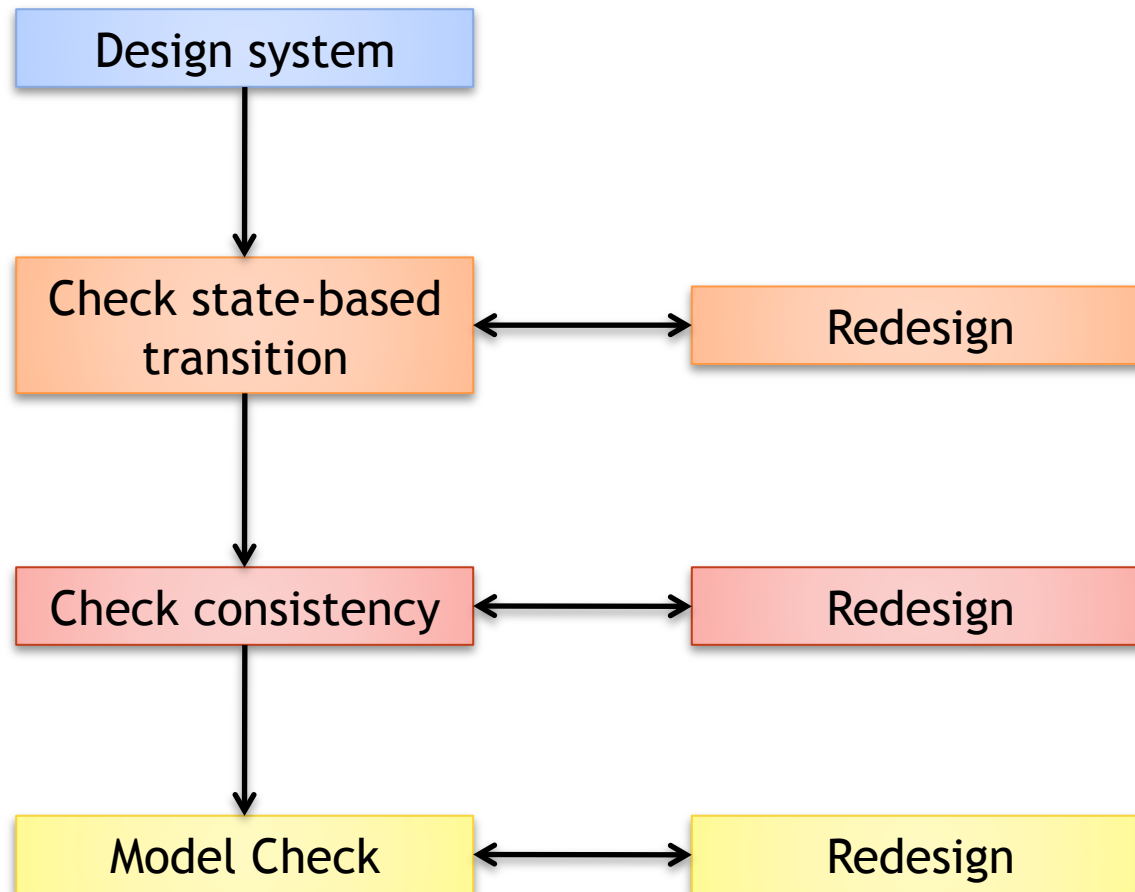 Design system
Check state-based
transition
Redesign
Check consistency
Redesign
Model Check
Redesign